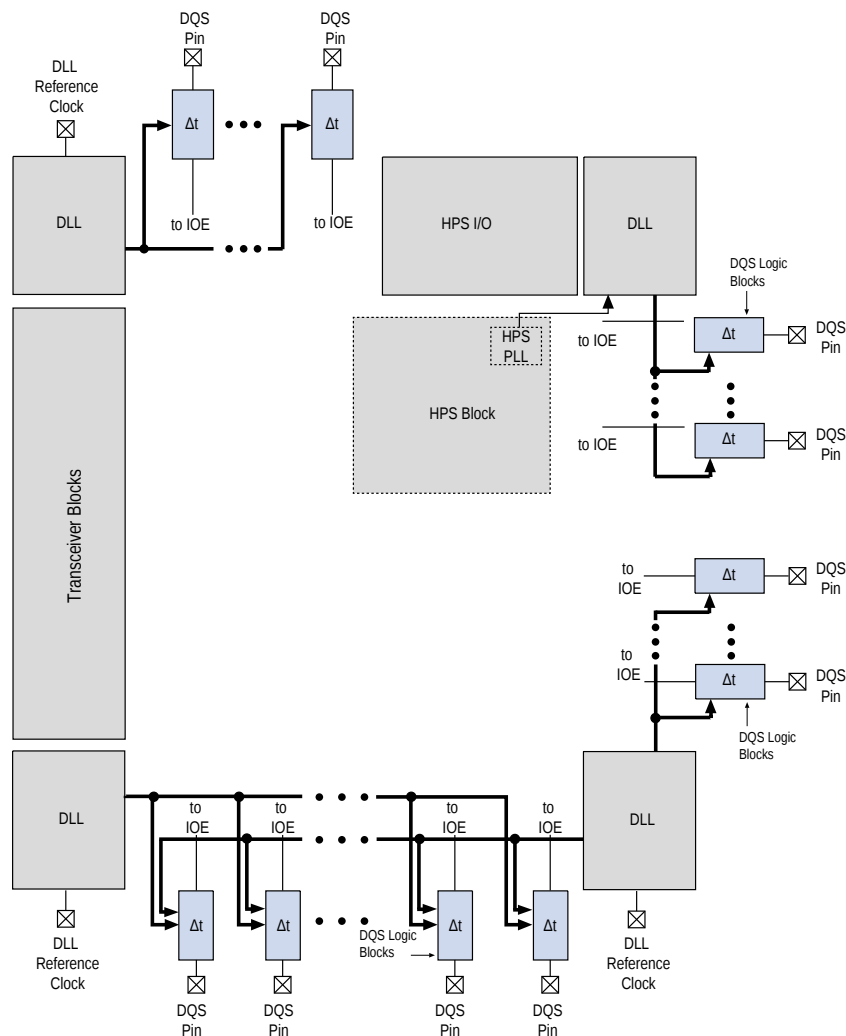 DQS
Pin
DQS
Pin
DLL
Reference
Clock
Δt
Δt
to IOE
to IOE
DLL
HPS I/O
DLL
DQS Logic
Blocks
HPS
PLL
to IOE
Δt
DQS
Pin
HPS Block
to IOE
Δt
DQS
Pin
Transceiver Blocks
to
IOE
Δt
DQS
Pin
to
IOE
Δt
DQS
Pin
DQS Logic
Blocks
DLL
to
IOE
to
IOE
to
IOE
to
IOE
DLL
Δt
Δt
Δt
Δt
DQS Logic
Blocks
DLL
Reference
Clock
DLL
Reference
Clock
DQS
Pin
DQS
Pin
DQS
Pin
DQS
Pin